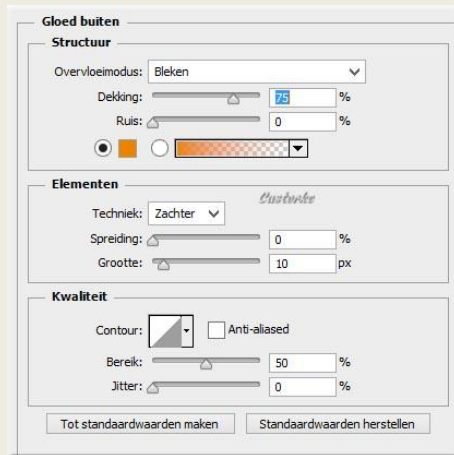 Gloed buiten
Structuur
Overvloeimodus: Bleken
Dekking: 75 %
Ruis: 0 %
Elementen
Custonke
Techniek: Zachter
Spreiding: 0 %
Grootte: 10 px
Kwaliteit
Contour: Anti-aliased
Bereik: 50 %
Jitter: 0 %
Tot standaardwaarden maken Standaardwaarden herstellen